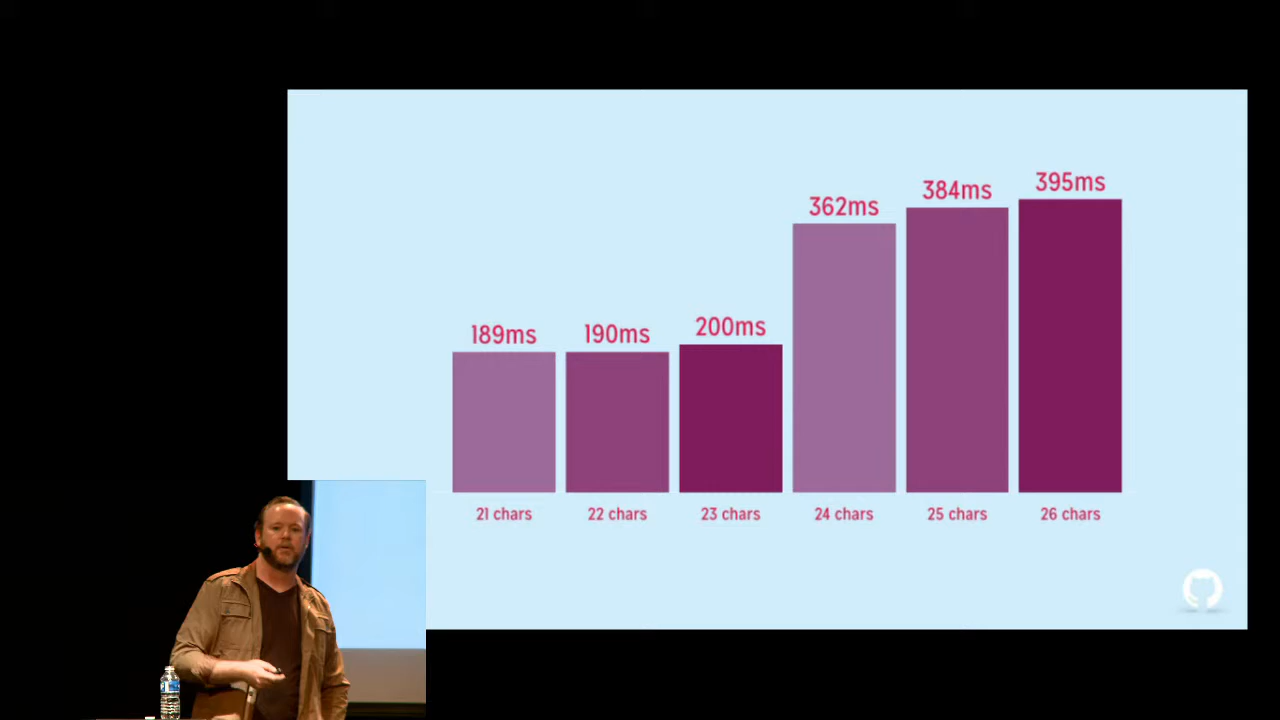 189ms
190ms
200ms
362ms
384ms
395ms
21 chars
22 chars
23 chars
24 chars
25 chars
26 chars